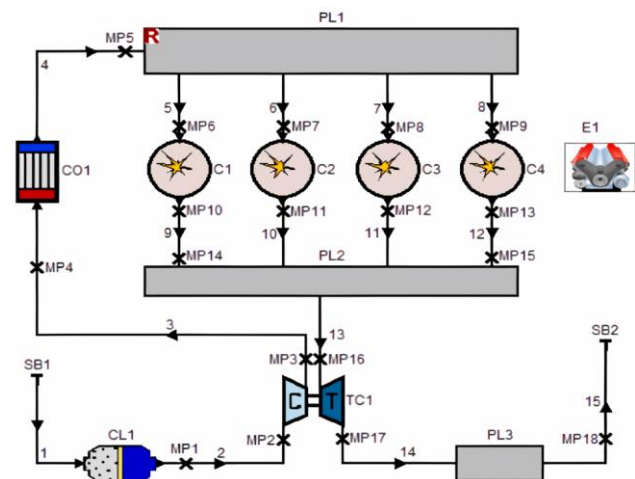 PL1
MP5
R
4
E1
5
6
7
8
MP6
MP7
MP8
MP9
CO1
C1
C2
C3
C4
MP10
MP11
MP12
MP13
9
10
11
12
MP14
PL2
MP15
MP4
3
13
SB2
MP3
MP16
SB1
C
T
TC1
15
CL1
MP2
MP17
PL3
MP18
1
MP1
2
14